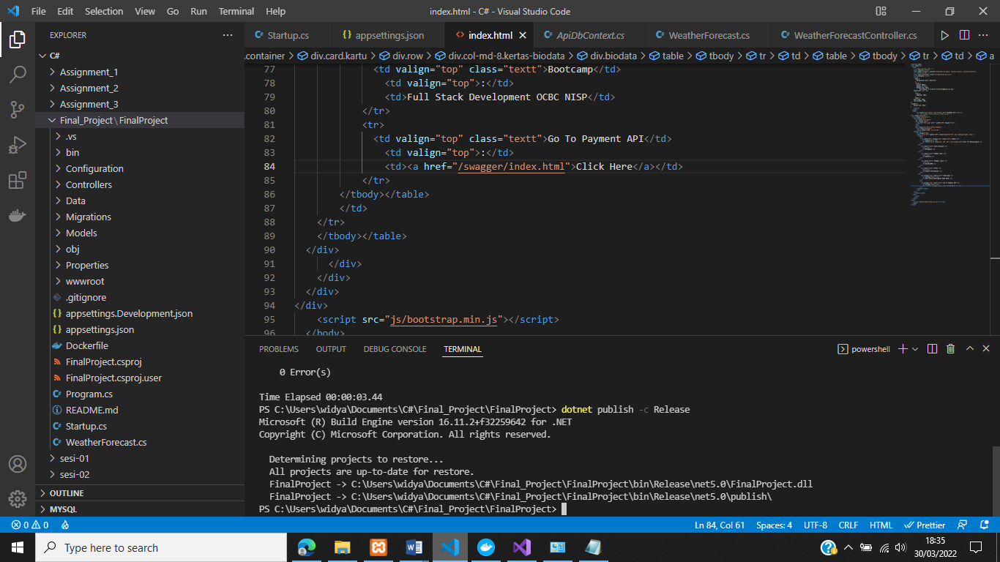 File Edit Selection View Go Run Terminal Help
index.html - C# - Visual Studio Code
EXPLORER
C#
Assignment_1
Assignment_2
Assignment_3
Final_Project\FinalProject
.vs
bin
Configuration
Controllers
Data
Migrations
Models
obj
Properties
wwwroot
.gitignore
appsettings.Development.json
appsettings.json
Dockerfile
FinalProject.csproj
FinalProject.csproj.user
Program.cs
README.md
Startup.cs
WeatherForecast.cs
sesi-01
sesi-02
OUTLINE
MYSQL
Startup.cs appsettings.json index.html ApiDbContext.cs WeatherForecast.cs WeatherForecastController.cs
.container > div.card.kartu > div.row > div.col-md-8.kertas-biodata > div.biodata > table > tbody > tr > td > table > tbody > tr > td > a
77 <td valign="top" class="textt">Bootcamp</td>
78 <td valign="top">:</td>
79 <td>Full Stack Development OCBC NISP</td>
80 </tr>
81 <tr>
82 <td valign="top" class="textt">Go To Payment API</td>
83 <td valign="top">:</td>
84 <td><a href="/swagger/index.html">Click Here</a></td>
85 </tr>
86 </tbody></table>
87 </td>
88 </tr>
89 </tbody></table>
90 </div>
91 </div>
92 </div>
93 </div>
94 </div>
95 <script src="js/bootstrap.min.js"></script>
96 </body>
PROBLEMS OUTPUT DEBUG CONSOLE TERMINAL
powershell
0 Error(s)
Time Elapsed 00:00:03.44
PS C:\Users\widya\Documents\C#\Final_Project\FinalProject> dotnet publish -c Release
Microsoft (R) Build Engine version 16.11.2+f32259642 for .NET
Copyright (C) Microsoft Corporation. All rights reserved.
Determining projects to restore...
All projects are up-to-date for restore.
FinalProject -> C:\Users\widya\Documents\C#\Final_Project\FinalProject\bin\Release\net5.0\FinalProject.dll
FinalProject -> C:\Users\widya\Documents\C#\Final_Project\FinalProject\bin\Release\net5.0\publish\
PS C:\Users\widya\Documents\C#\Final_Project\FinalProject>
0 0 Ln 84, Col 61 Spaces: 4 UTF-8 CRLF HTML Prettier
Type here to search
18:35
30/03/2022